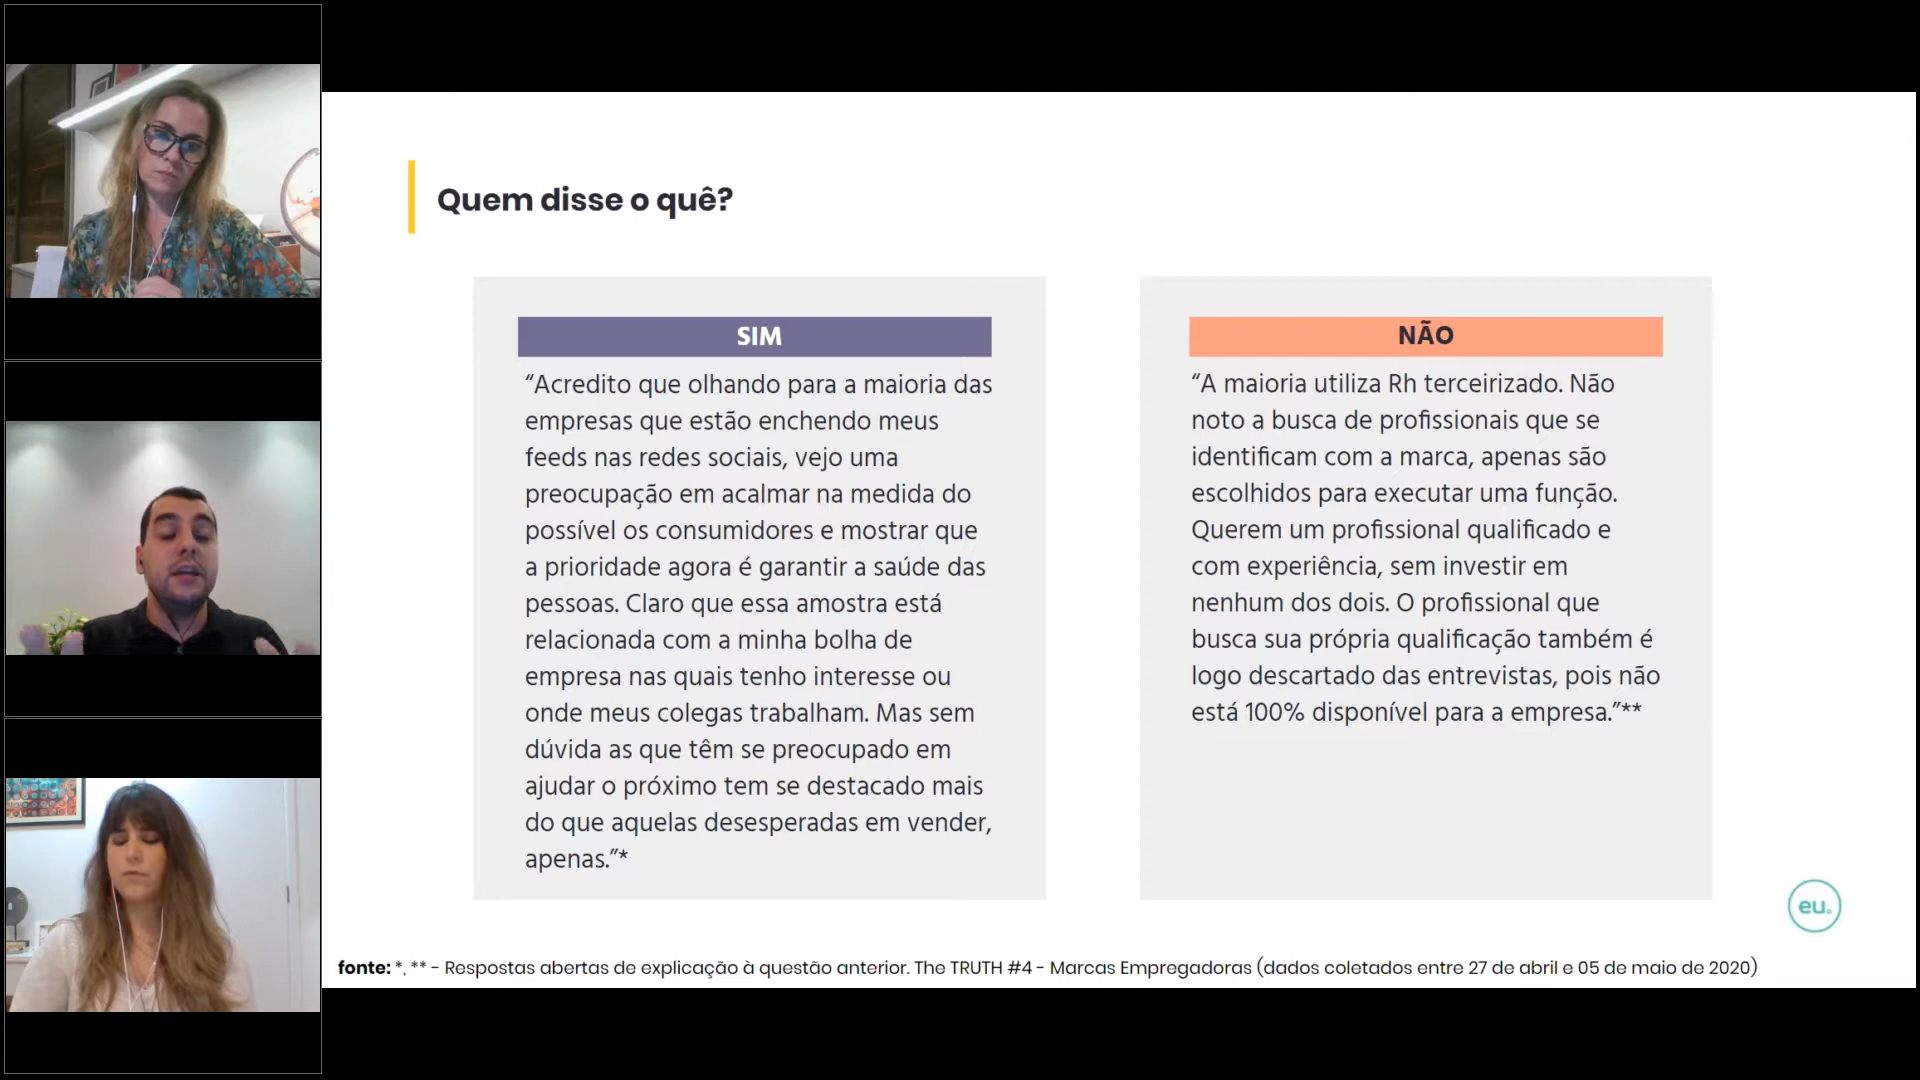 Quem disse o quê?
SIM
“Acredito que olhando para a maioria das
empresas que estão enchendo meus
feeds nas redes sociais, vejo uma
preocupação em acalmar na medida do
possível os consumidores e mostrar que
a prioridade agora é garantir a saúde das
pessoas. Claro que essa amostra está
relacionada com a minha bolha de
empresa nas quais tenho interesse ou
onde meus colegas trabalham. Mas sem
dúvida as que têm se preocupado em
ajudar o próximo tem se destacado mais
do que aquelas desesperadas em vender,
apenas.”*
NÃO
“A maioria utiliza Rh terceirizado. Não
noto a busca de profissionais que se
identificam com a marca, apenas são
escolhidos para executar uma função.
Querem um profissional qualificado e
com experiência, sem investir em
nenhum dos dois. O profissional que
busca sua própria qualificação também é
logo descartado das entrevistas, pois não
está 100% disponível para a empresa.”**
eu.
fonte: *, ** - Respostas abertas de explicação à questão anterior. The TRUTH #4 - Marcas Empregadoras (dados coletados entre 27 de abril e 05 de maio de 2020)